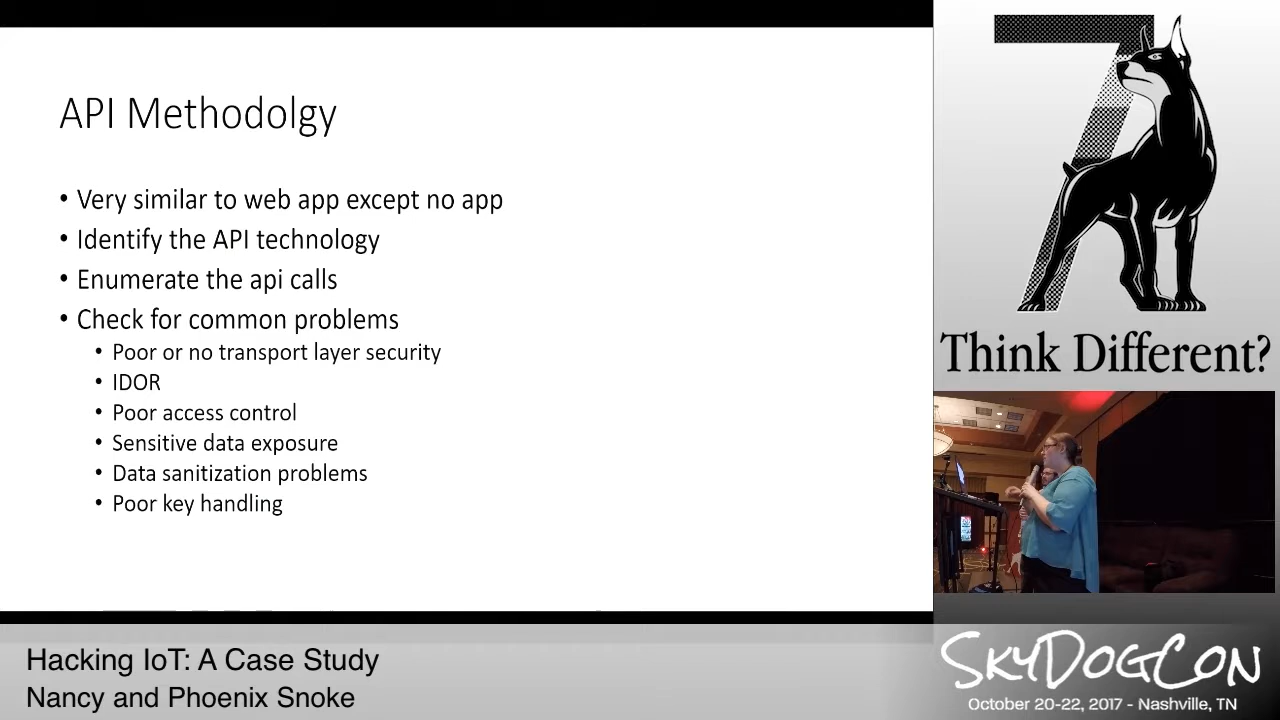 API Methodolgy
• Very similar to web app except no app
• Identify the API technology
• Enumerate the api calls
• Check for common problems
• Poor or no transport layer security
• IDOR
• Poor access control
• Sensitive data exposure
• Data sanitization problems
• Poor key handling
7
Think Different?
Hacking IoT: A Case Study
Nancy and Phoenix Snoke
SKYDOGCON
October 20-22, 2017 - Nashville, TN